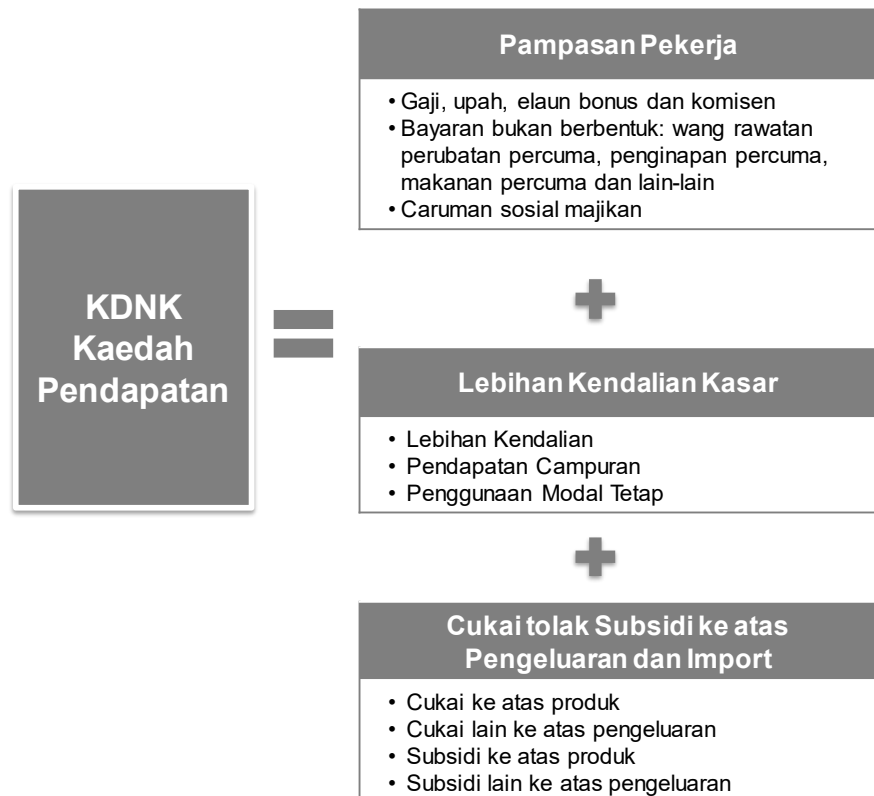 Pampasan Pekerja
• Gaji, upah, elaun bonus dan komisen
• Bayaran bukan berbentuk: wang rawatan
perubatan percuma, penginapan percuma,
makanan percuma dan lain-lain
• Caruman sosial majikan
KDNK
Kaedah
Pendapatan
Lebihan Kendalian Kasar
• Lebihan Kendalian
• Pendapatan Campuran
• Penggunaan Modal Tetap
Cukai tolak Subsidi ke atas
Pengeluaran dan Import
• Cukai ke atas produk
• Cukai lain ke atas pengeluaran
• Subsidi ke atas produk
• Subsidi lain ke atas pengeluaran